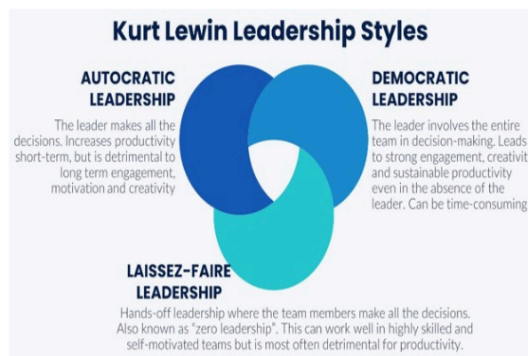 Kurt Lewin Leadership Styles
AUTOCRATIC
LEADERSHIP
The leader makes all the
decisions. Increases productivity
short-term, but is detrimental to
long term engagement,
motivation and creativity
DEMOCRATIC
LEADERSHIP
The leader involves the entire
team in decision-making. Leads
to strong engagement, creativit
and sustainable productivity
even in the absence of the
leader. Can be time-consuming
LAISSEZ-FAIRE
LEADERSHIP
Hands-off leadership where the team members make all the decisions.
Also known as “zero leadership”. This can work well in highly skilled and
self-motivated teams but is most often detrimental for productivity.